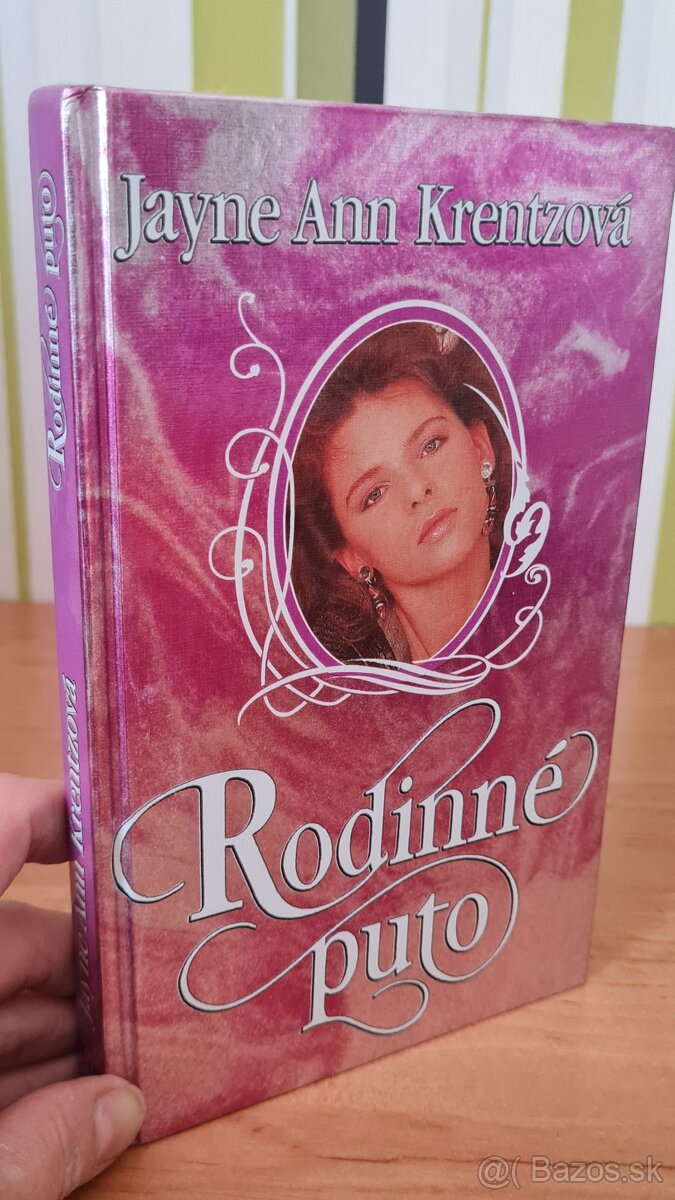 Jayne Ann Krentzová
Rodinné
puto
Rodinné puto
Jayne Ann Krentzová
@( Bazos.sk